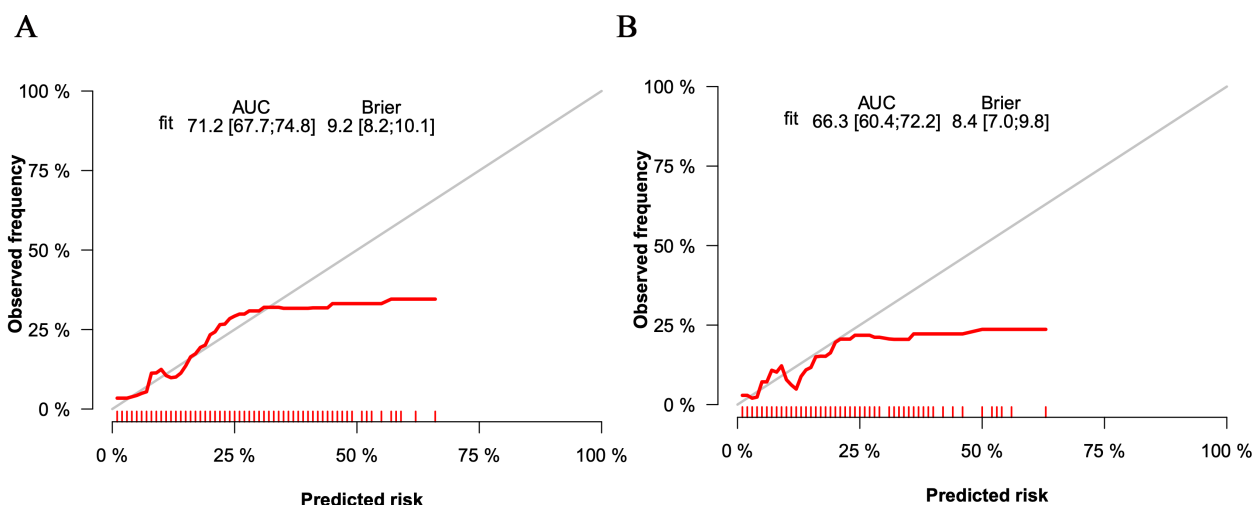 A
AUC Brier
fit 71.2 [67.7;74.8] 9.2 [8.2;10.1]
100 %
75 %
50 %
25 %
0 %
Observed frequency
0 % 25 % 50 % 75 % 100 %
Predicted risk
B
AUC Brier
fit 66.3 [60.4;72.2] 8.4 [7.0;9.8]
100 %
75 %
50 %
25 %
0 %
Observed frequency
0 % 25 % 50 % 75 % 100 %
Predicted risk